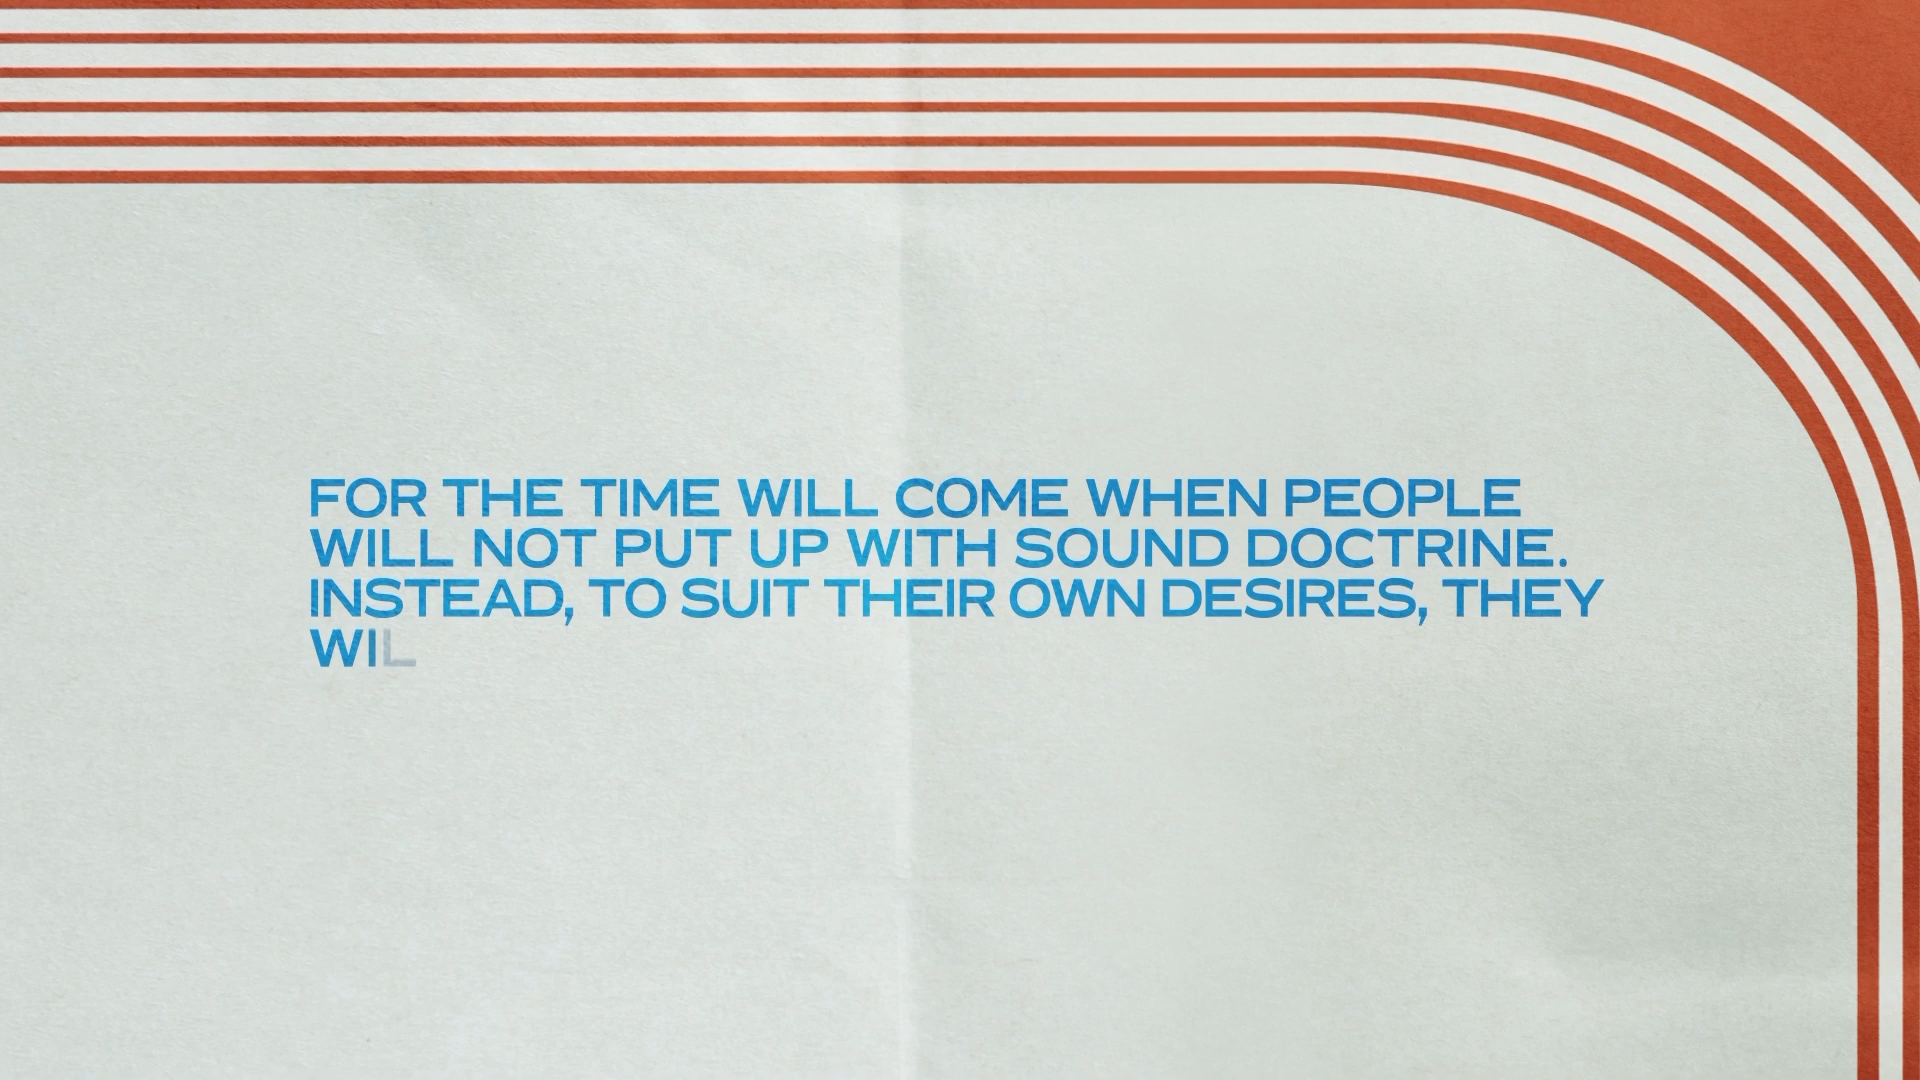 FOR THE TIME WILL COME WHEN PEOPLE
WILL NOT PUT UP WITH SOUND DOCTRINE.
INSTEAD, TO SUIT THEIR OWN DESIRES, THEY
WIL